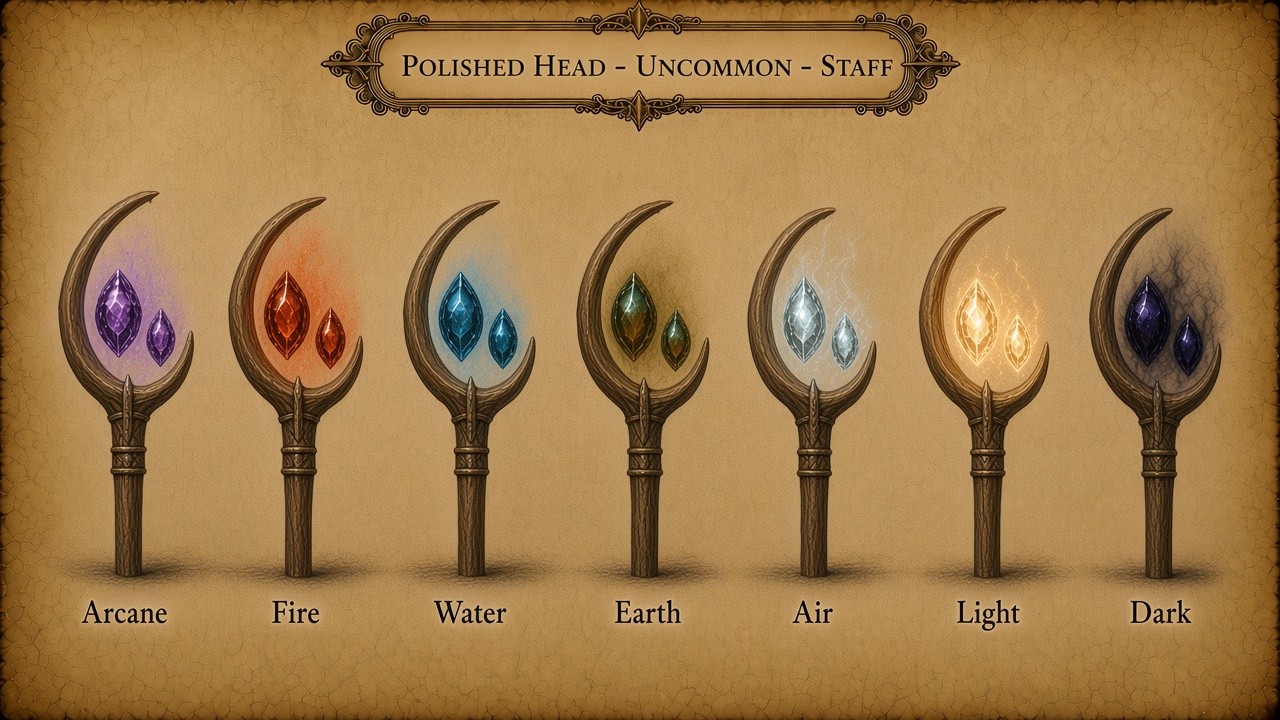 Polished Head - Uncommon - Staff
Arcane
Fire
Water
Earth
Air
Light
Dark